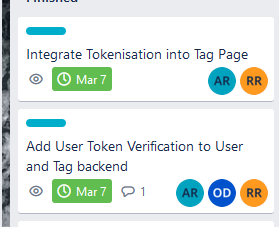 Finished
Integrate Tokenisation into Tag Page
Mar 7
AR RR
Add User Token Verification to User
and Tag backend
Mar 7 1 AR OD RR